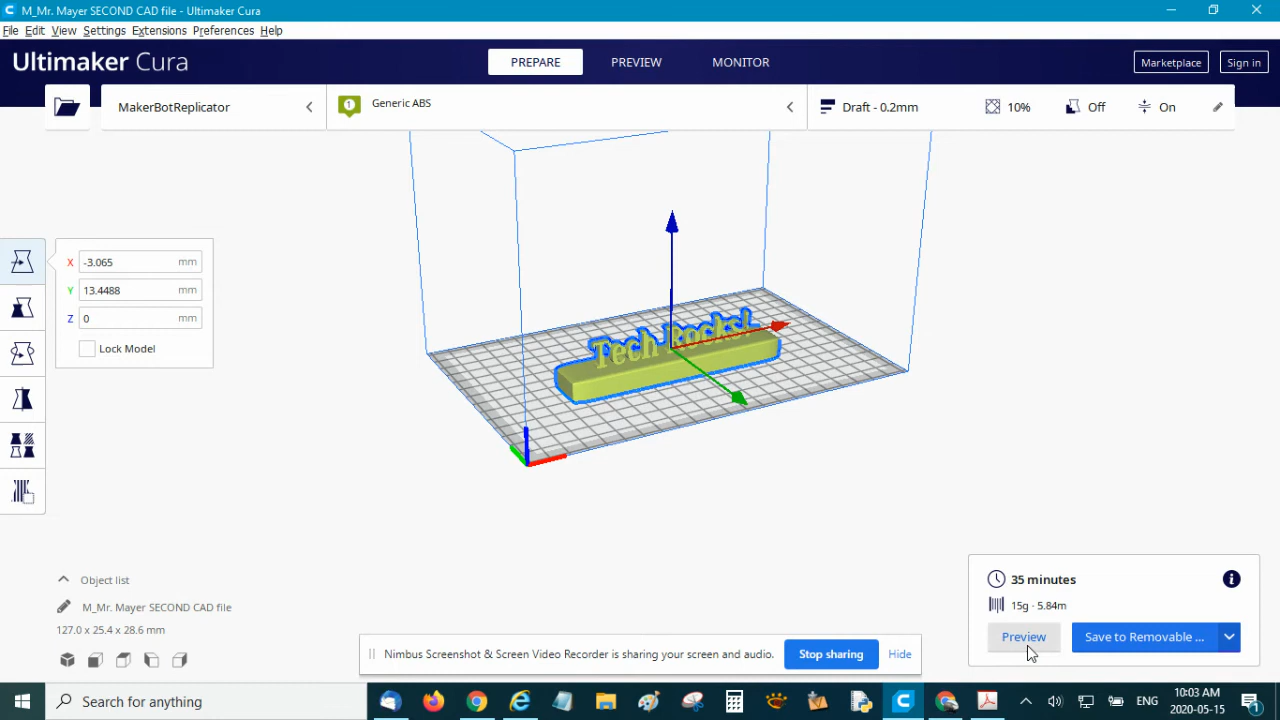 M_Mr. Mayer SECOND CAD file - Ultimaker Cura
File Edit View Settings Extensions Preferences Help
Ultimaker Cura
PREPARE
PREVIEW
MONITOR
Marketplace
Sign in
MakerBotReplicator
1
Generic ABS
Draft - 0.2mm
10%
Off
On
X -3.065 mm
Y 13.4488 mm
Z 0 mm
Lock Model
Tech Rocks!
35 minutes
15g · 5.84m
Preview
Save to Removable ...
Object list
M_Mr. Mayer SECOND CAD file
127.0 x 25.4 x 28.6 mm
Nimbus Screenshot & Screen Video Recorder is sharing your screen and audio.
Stop sharing
Hide
Search for anything
ENG
10:03 AM
2020-05-15
1